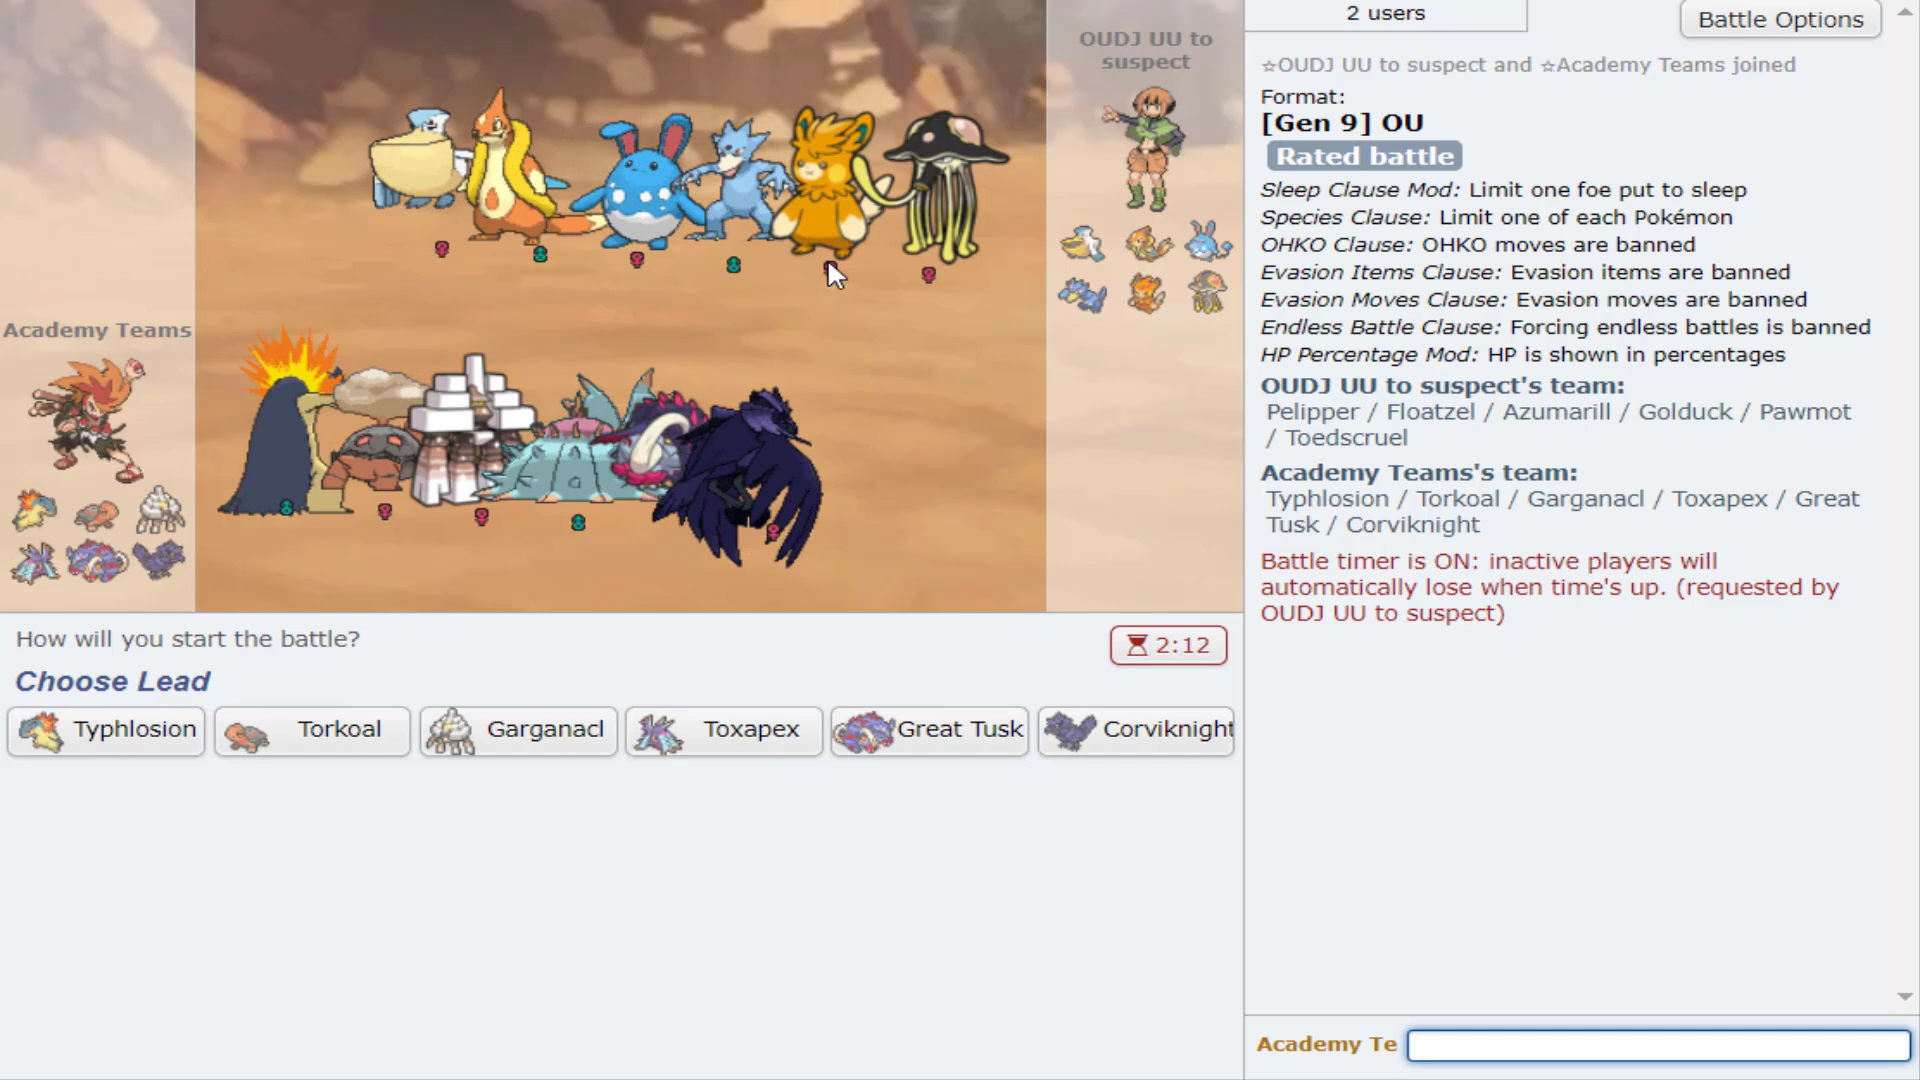 OUDJ UU to
suspect
Academy Teams
How will you start the battle?
2:12
Choose Lead
Typhlosion
Torkoal
Garganacl
Toxapex
Great Tusk
Corviknight
2 users
Battle Options
☆OUDJ UU to suspect and ☆Academy Teams joined
Format:
[Gen 9] OU
Rated battle
Sleep Clause Mod: Limit one foe put to sleep
Species Clause: Limit one of each Pokémon
OHKO Clause: OHKO moves are banned
Evasion Items Clause: Evasion items are banned
Evasion Moves Clause: Evasion moves are banned
Endless Battle Clause: Forcing endless battles is banned
HP Percentage Mod: HP is shown in percentages
OUDJ UU to suspect's team:
Pelipper / Floatzel / Azumarill / Golduck / Pawmot
/ Toedscruel
Academy Teams's team:
Typhlosion / Torkoal / Garganacl / Toxapex / Great
Tusk / Corviknight
Battle timer is ON: inactive players will
automatically lose when time's up. (requested by
OUDJ UU to suspect)
Academy Te